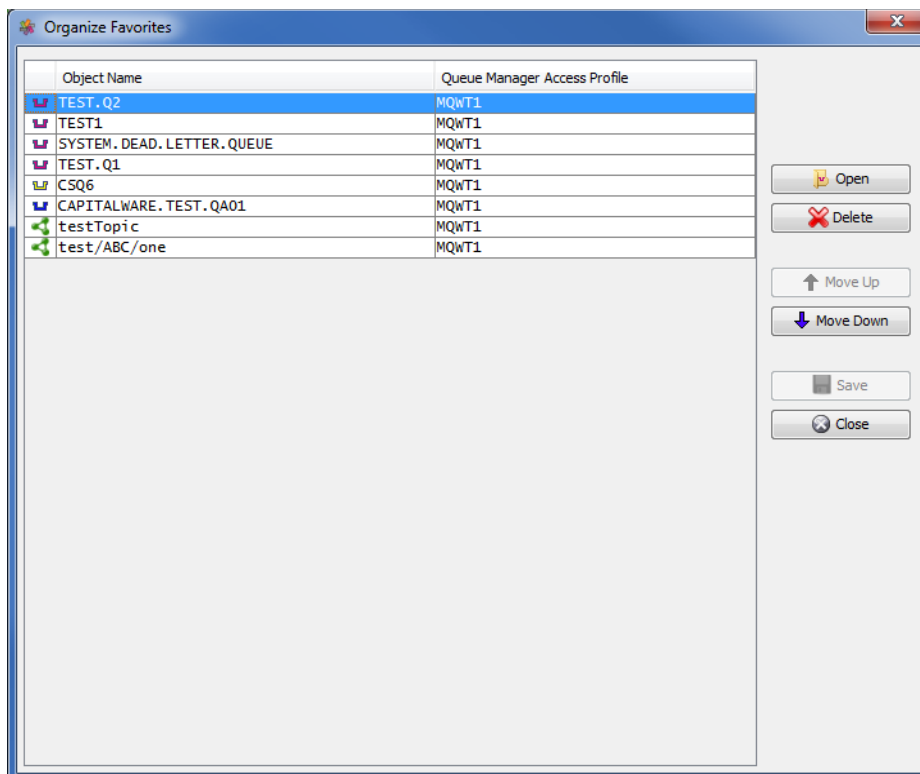 Organize Favorites
Object Name Queue Manager Access Profile
TEST.Q2 MQWT1
TEST1 MQWT1
SYSTEM.DEAD.LETTER.QUEUE MQWT1
TEST.Q1 MQWT1
CSQ6 MQWT1
CAPITALWARE.TEST.QA01 MQWT1
testTopic MQWT1
test/ABC/one MQWT1
Open
Delete
Move Up
Move Down
Save
Close